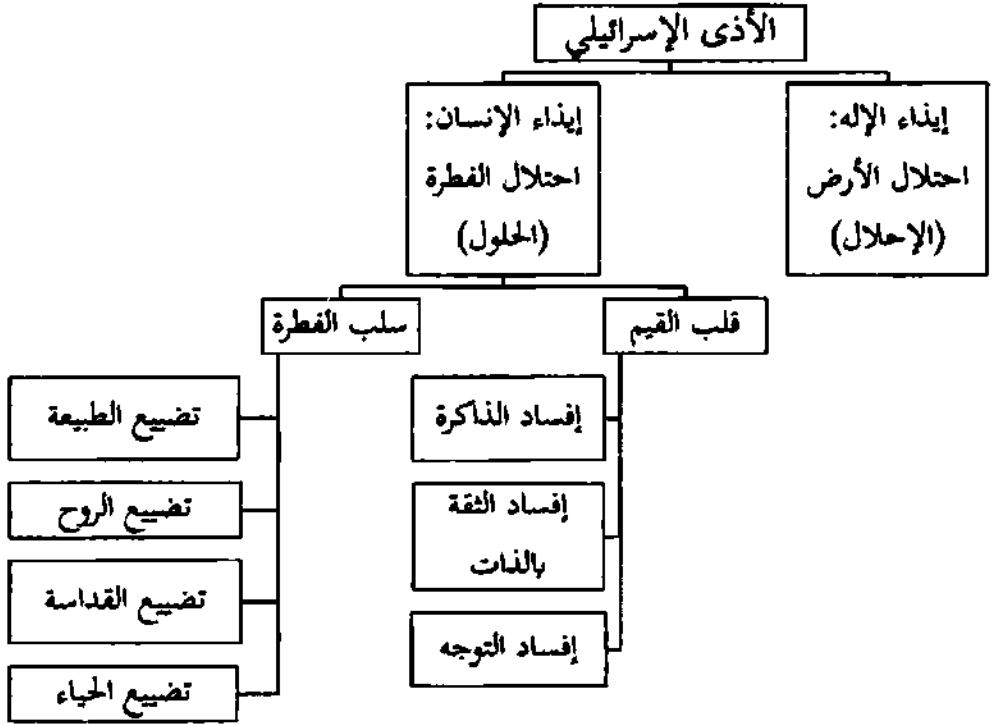 الأذى الإسرائيلي
إيذاء الإله:
احتلال الأرض
(الإحلال)
إيذاء الإنسان:
احتلال الفطرة
(الحلول)
قلب القيم
إفساد الذاكرة
إفساد الثقة
بالذات
إفساد التوجه
سلب الفطرة
تضييع الطبيعة
تضييع الروح
تضييع القداسة
تضييع الحياء